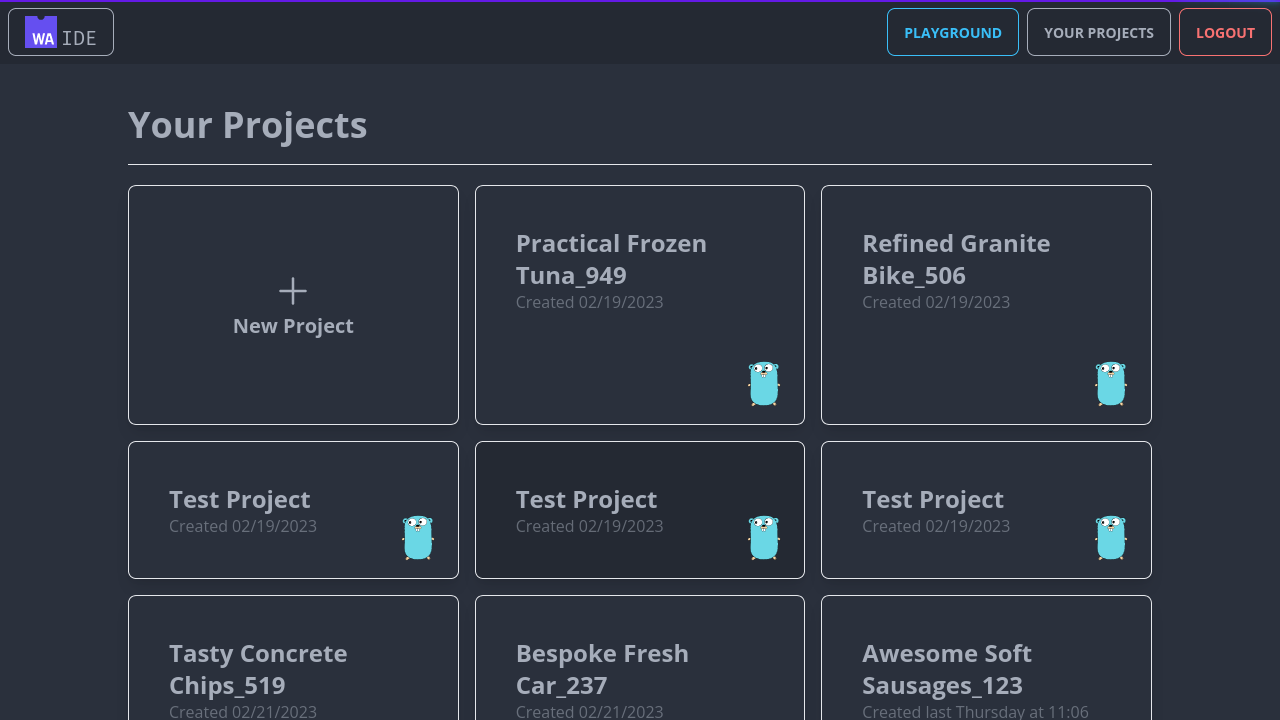 WA IDE
PLAYGROUND
YOUR PROJECTS
LOGOUT
Your Projects
New Project
Practical Frozen
Tuna_949
Created 02/19/2023
Refined Granite
Bike_506
Created 02/19/2023
Test Project
Created 02/19/2023
Test Project
Created 02/19/2023
Test Project
Created 02/19/2023
Tasty Concrete
Chips_519
Created 02/21/2023
Bespoke Fresh
Car_237
Created 02/21/2023
Awesome Soft
Sausages_123
Created last Thursday at 11:06